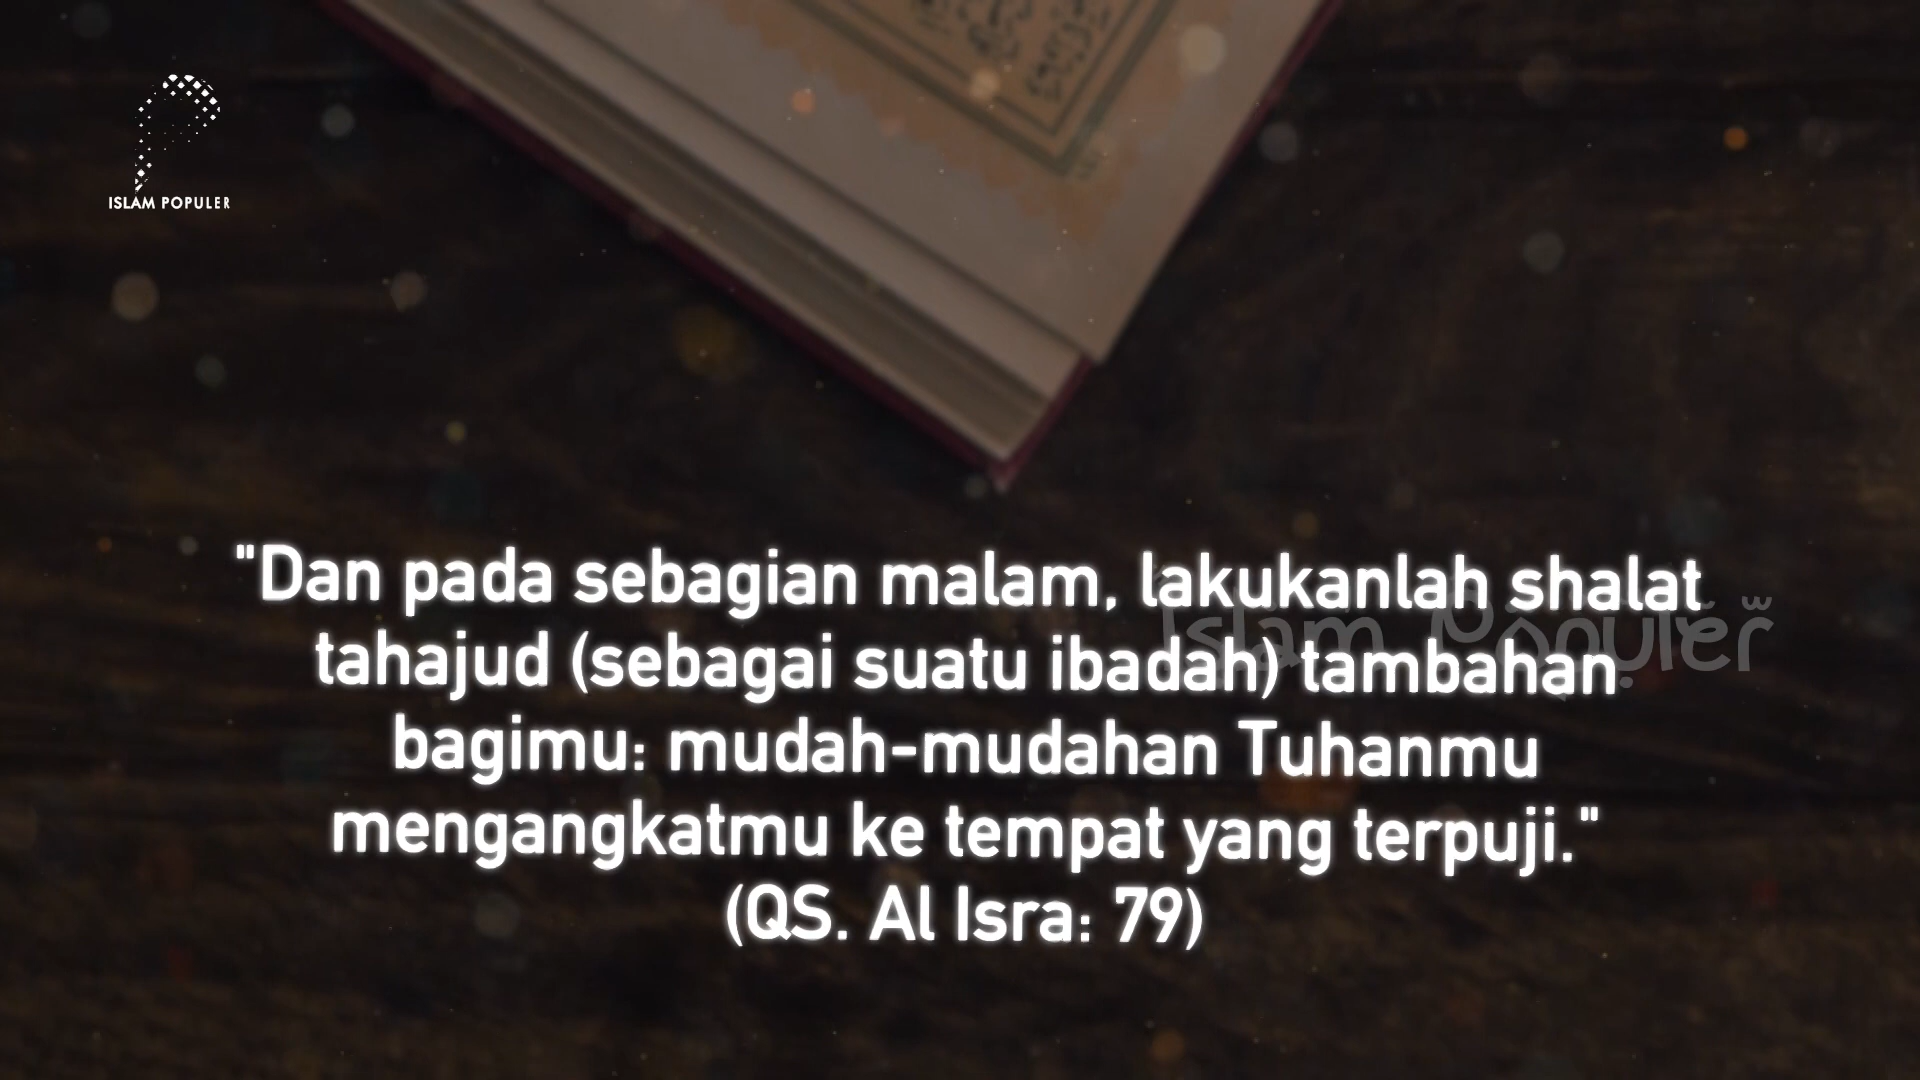 ISLAM POPULER
"Dan pada sebagian malam, lakukanlah shalat
Islam Populer
tahajud (sebagai suatu ibadah) tambahan
bagimu: mudah-mudahan Tuhanmu
mengangkatmu ke tempat yang terpuji."
(QS. Al Isra: 79)